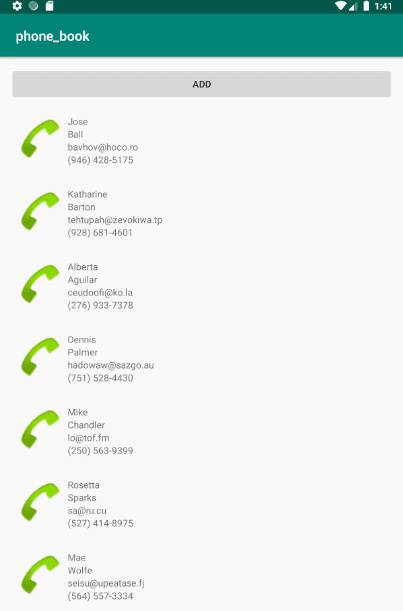 1:41
phone_book
ADD
Jose
Ball
bavhov@hoco.ro
(946) 428-5175
Katharine
Barton
tehtupah@zevokiwa.tp
(928) 681-4601
Alberta
Aguilar
ceudoofi@ko.la
(276) 933-7378
Dennis
Palmer
hadowaw@sazgo.au
(751) 528-4430
Mike
Chandler
lo@tof.fm
(250) 563-9399
Rosetta
Sparks
sa@ru.cu
(527) 414-8975
Mae
Wolfe
seisu@upeatase.fj
(564) 557-3334